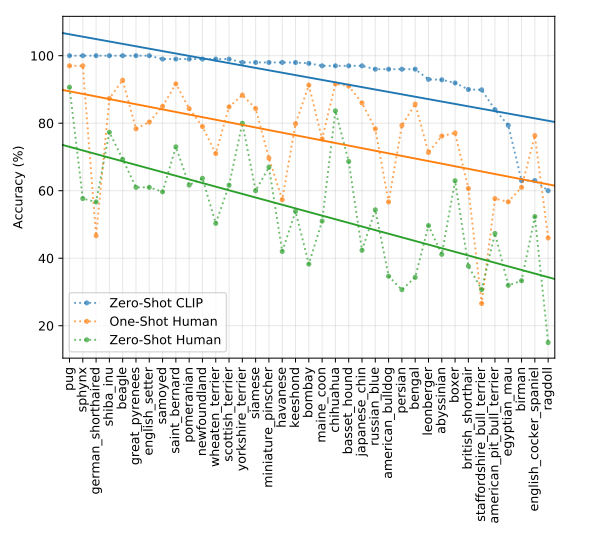 Accuracy (%)
100
80
60
40
20
Zero-Shot CLIP
One-Shot Human
Zero-Shot Human
pug
sphynx
german_shorthaired
shiba_inu
beagle
great_pyrenees
english_setter
samoyed
saint_bernard
pomeranian
newfoundland
wheaten_terrier
scottish_terrier
yorkshire_terrier
siamese
miniature_pinscher
havanese
keeshond
bombay
maine_coon
chihuahua
basset_hound
japanese_chin
russian_blue
american_bulldog
persian
bengal
leonberger
abyssinian
boxer
british_shorthair
staffordshire_bull_terrier
american_pit_bull_terrier
egyptian_mau
birman
english_cocker_spaniel
ragdoll